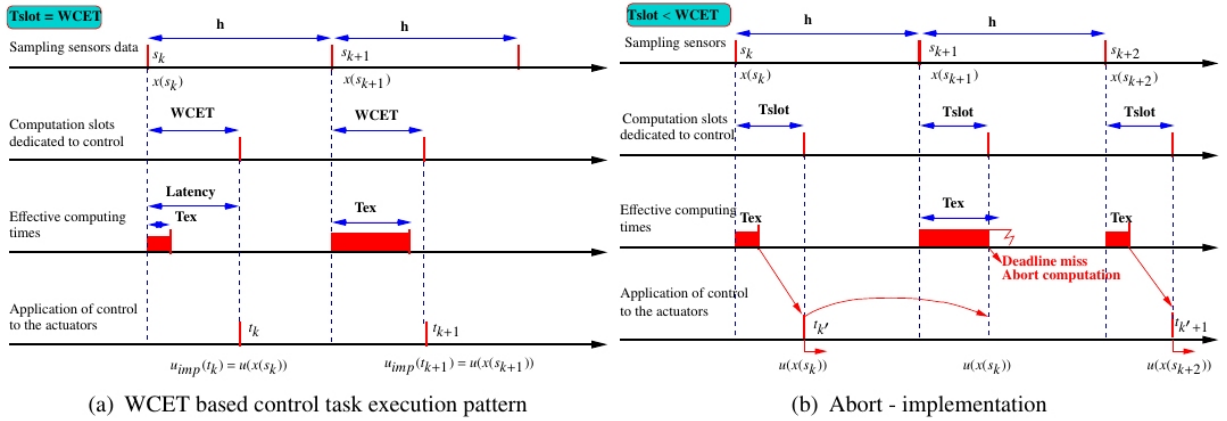 Tslot = WCET
h
h
Sampling sensors data
s_k
s_{k+1}
x(s_k)
x(s_{k+1})
WCET
WCET
Computation slots
dedicated to control
Latency
Tex
Tex
Effective computing
times
Application of control
to the actuators
t_k
t_{k+1}
u_{imp}(t_k) = u(x(s_k))
u_{imp}(t_{k+1}) = u(x(s_{k+1}))
(a) WCET based control task execution pattern
Tslot < WCET
h
h
Sampling sensors
s_k
s_{k+1}
s_{k+2}
x(s_k)
x(s_{k+1})
x(s_{k+2})
Tslot
Tslot
Tslot
Computation slots
dedicated to control
Tex
Tex
Tex
Effective computing
times
Deadline miss
Abort computation
Application of control
to the actuators
t_{k'}
t_{k'+1}
u(x(s_k))
u(x(s_k))
u(x(s_{k+2}))
(b) Abort - implementation